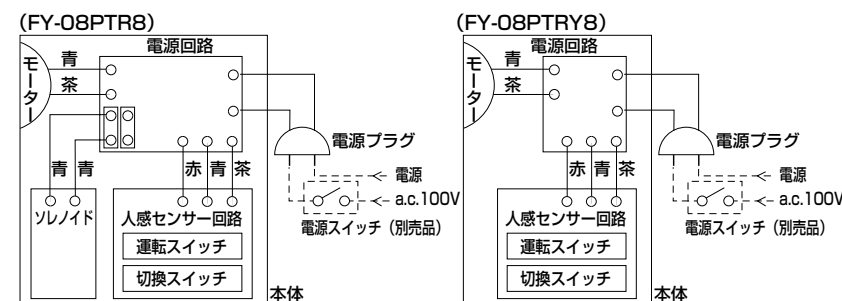 （FY-08PTR8）
電源回路
モーター
青
茶
電源プラグ
青 青
赤 青 茶
電源
a.c.100V
電源スイッチ（別売品）
ソレノイド
人感センサー回路
運転スイッチ
切換スイッチ
本体
（FY-08PTRY8）
電源回路
モーター
青
茶
電源プラグ
赤 青 茶
電源
a.c.100V
電源スイッチ（別売品）
人感センサー回路
運転スイッチ
切換スイッチ
本体